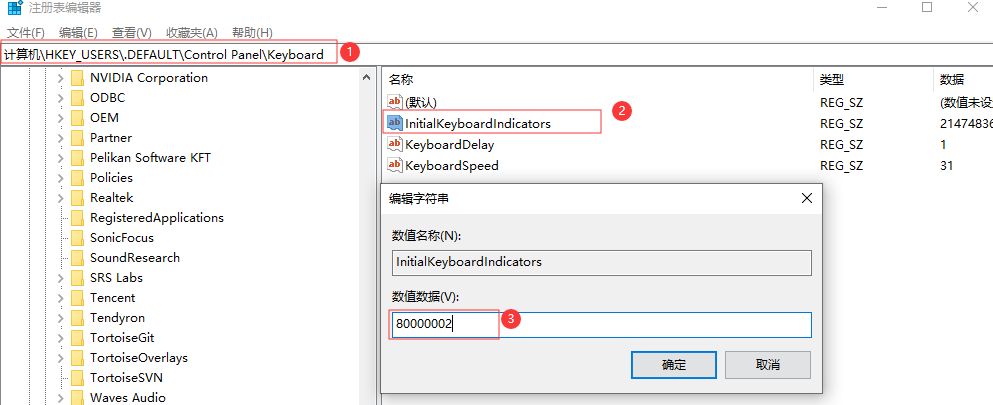 注册表编辑器
文件(F) 编辑(E) 查看(V) 收藏夹(A) 帮助(H)
计算机\HKEY_USERS\.DEFAULT\Control Panel\Keyboard 1
NVIDIA Corporation
ODBC
OEM
Partner
Pelikan Software KFT
Policies
Realtek
RegisteredApplications
SonicFocus
SoundResearch
SRS Labs
Tencent
Tendyron
TortoiseGit
TortoiseOverlays
TortoiseSVN
Waves Audio
名称 类型 数据
ab (默认) REG_SZ (数值未设
ab InitialKeyboardIndicators 2 REG_SZ 21474836
ab KeyboardDelay REG_SZ 1
ab KeyboardSpeed REG_SZ 31
编辑字符串
数值名称(N):
InitialKeyboardIndicators
数值数据(V):
80000002 3
确定 取消